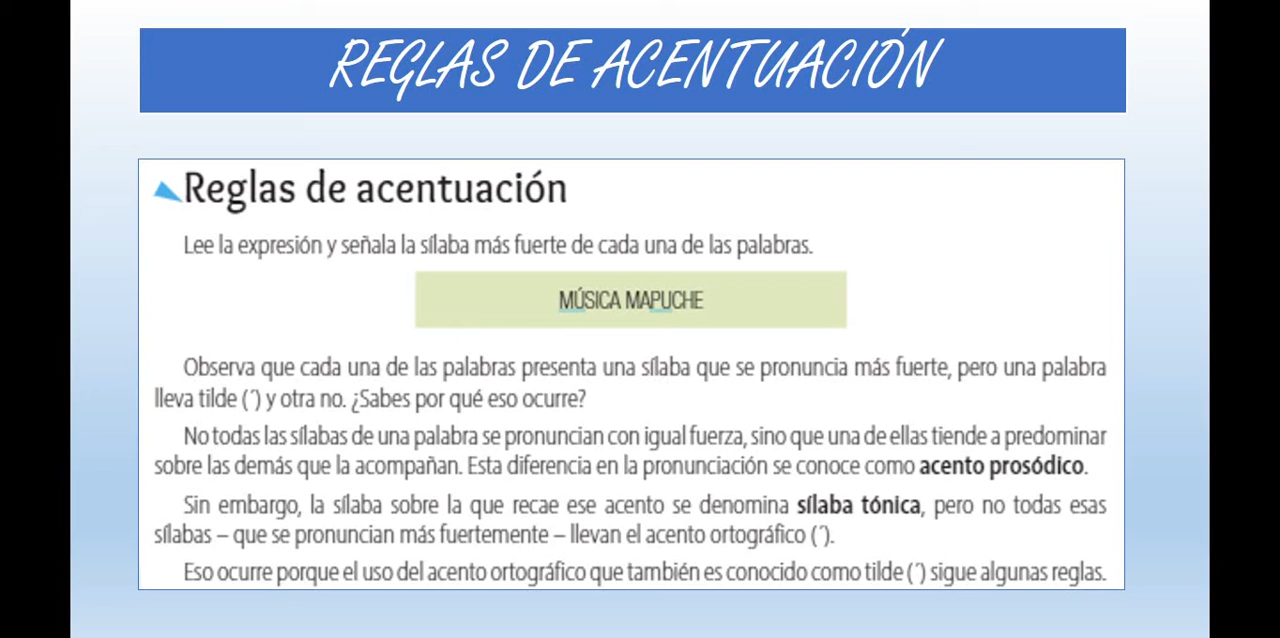 REGLAS DE ACENTUACIÓN
Reglas de acentuación
Lee la expresión y señala la sílaba más fuerte de cada una de las palabras.
MÚSICA MAPUCHE
Observa que cada una de las palabras presenta una sílaba que se pronuncia más fuerte, pero una palabra
lleva tilde (´) y otra no. ¿Sabes por qué eso ocurre?
No todas las sílabas de una palabra se pronuncian con igual fuerza, sino que una de ellas tiende a predominar
sobre las demás que la acompañan. Esta diferencia en la pronunciación se conoce como acento prosódico.
Sin embargo, la sílaba sobre la que recae ese acento se denomina sílaba tónica, pero no todas esas
sílabas – que se pronuncian más fuertemente – llevan el acento ortográfico (´).
Eso ocurre porque el uso del acento ortográfico que también es conocido como tilde (´) sigue algunas reglas.